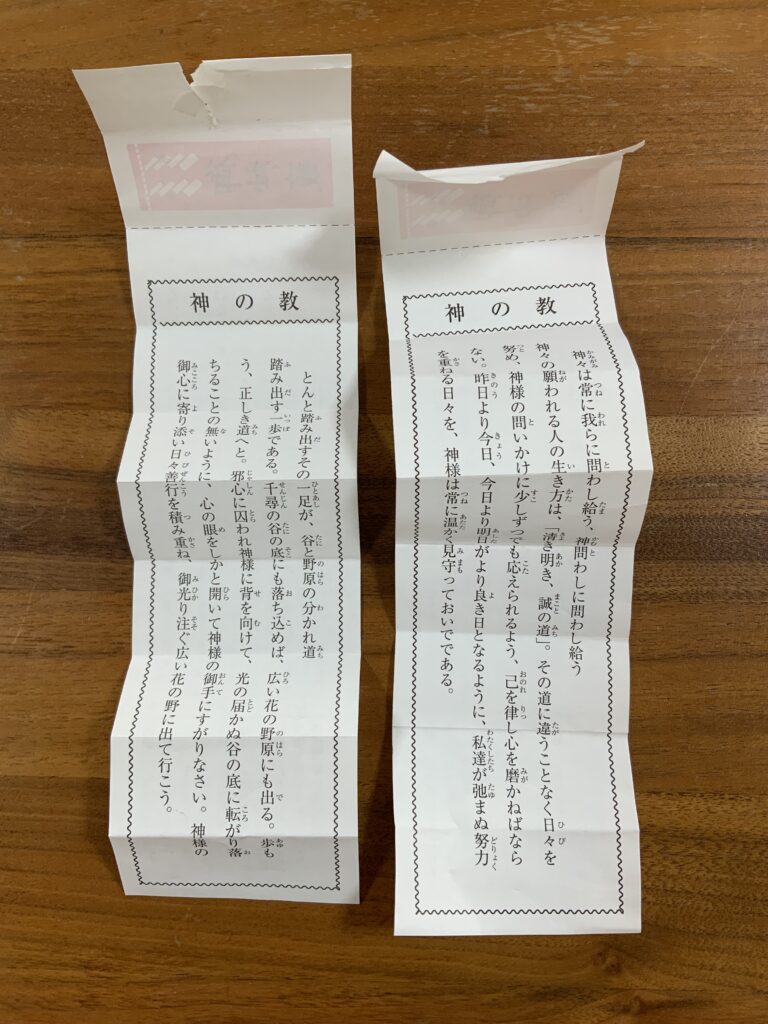 神の教
とんと踏み出すその一足が、谷と野原の分かれ道
踏み出す一歩である。千尋の谷の底にも落ち込めば、広い花の野原にも出る。歩も
う、正しき道へと。邪心に囚われ神様に背を向けて、光の届かぬ谷の底に転がり落
ちることの無いように、心の眼をしかと開いて神様の御手にすがりなさい。神様の
御心に寄り添い日々善行を積み重ね、御光り注ぐ広い花の野に出て行こう。
神の教
神々は常に我らに問わし給う、神問わしに問わし給う
神々の願われる人の生き方は、「清き明き、誠の道」。その道に違うことなく日々を
努め、神様の問いかけに少しずつでも応えられるよう、己を律し心を磨かねばなら
ない。昨日より今日、今日より明日がより良き日となるように、私達が弛まぬ努力
を重ねる日々を、神様は常に温かく見守っておいでである。